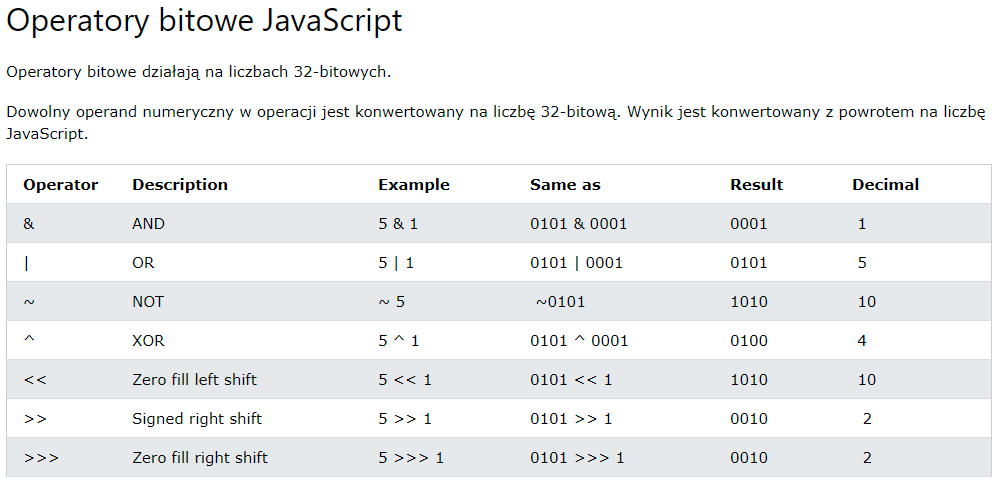 Operatory bitowe JavaScript
Operatory bitowe działają na liczbach 32-bitowych.
Dowolny operand numeryczny w operacji jest konwertowany na liczbę 32-bitową. Wynik jest konwertowany z powrotem na liczbę
JavaScript.
Operator Description Example Same as Result Decimal
& AND 5 & 1 0101 & 0001 0001 1
| OR 5 | 1 0101 | 0001 0101 5
~ NOT ~ 5 ~0101 1010 10
^ XOR 5 ^ 1 0101 ^ 0001 0100 4
<< Zero fill left shift 5 << 1 0101 << 1 1010 10
>> Signed right shift 5 >> 1 0101 >> 1 0010 2
>>> Zero fill right shift 5 >>> 1 0101 >>> 1 0010 2